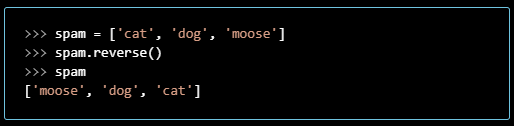 >>> spam = ['cat', 'dog', 'moose']
>>> spam.reverse()
>>> spam
['moose', 'dog', 'cat']